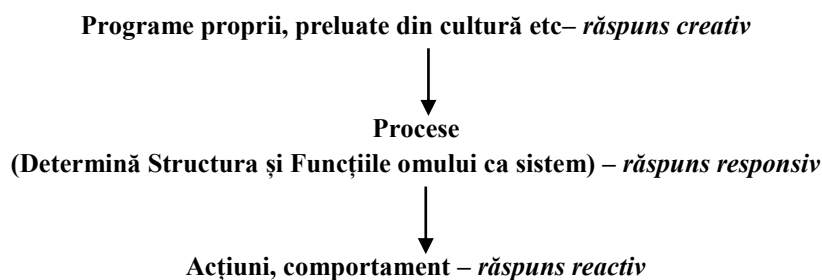 Programe proprii, preluate din cultură etc– răspuns creativ
Procese
(Determină Structura și Funcțiile omului ca sistem) – răspuns responsiv
Acțiuni, comportament – răspuns reactiv